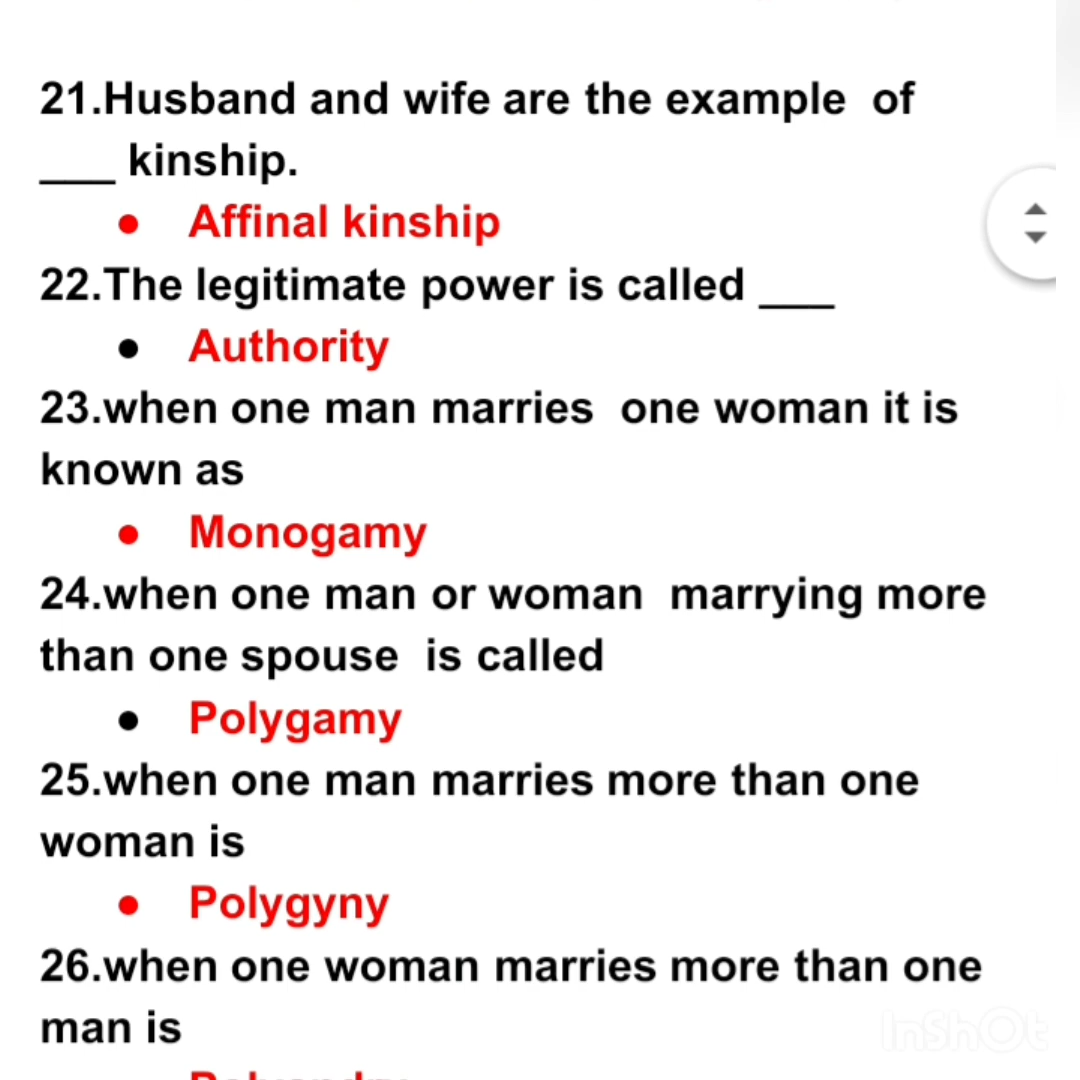 21.Husband and wife are the example of
___ kinship.
• Affinal kinship
22.The legitimate power is called ___
• Authority
23.when one man marries one woman it is
known as
• Monogamy
24.when one man or woman marrying more
than one spouse is called
• Polygamy
25.when one man marries more than one
woman is
• Polygyny
26.when one woman marries more than one
man is
InShOt